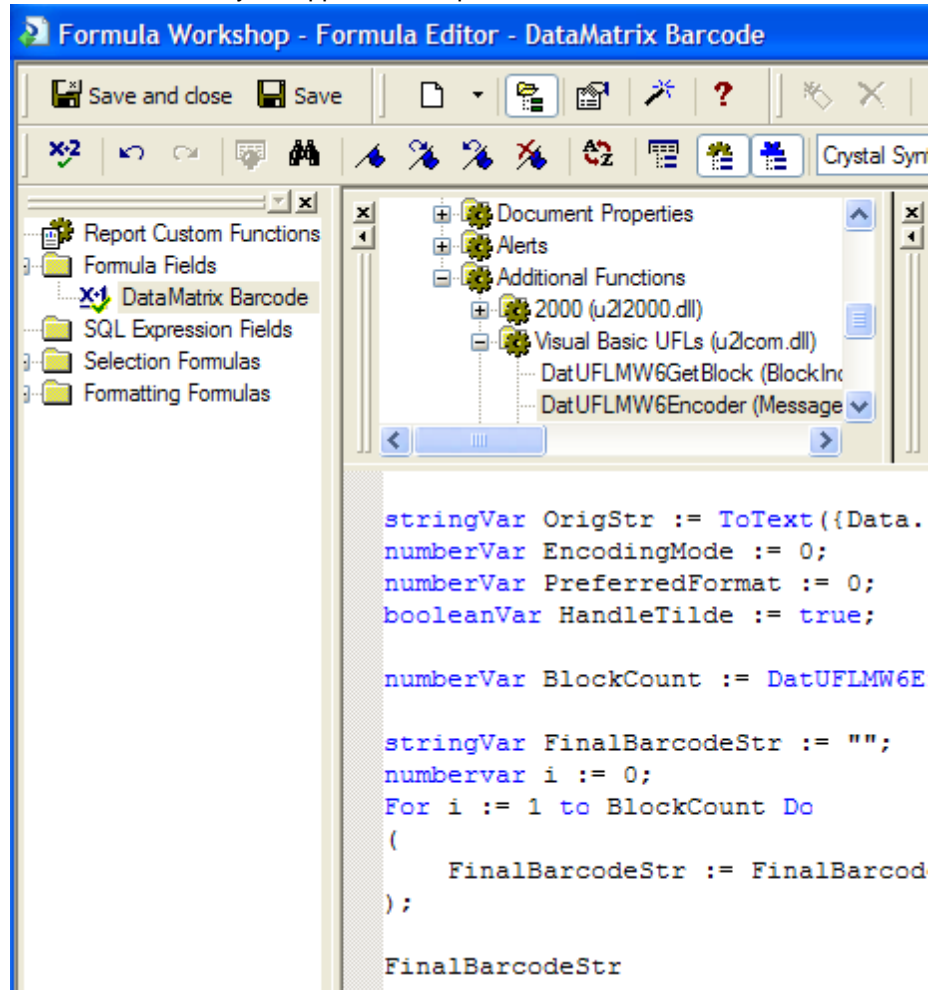 Formula Workshop - Formula Editor - DataMatrix Barcode
Save and close Save
Crystal Syn
Report Custom Functions
Formula Fields
DataMatrix Barcode
SQL Expression Fields
Selection Formulas
Formatting Formulas
Document Properties
Alerts
Additional Functions
2000 (u2l2000.dll)
Visual Basic UFLs (u2lcom.dll)
DatUFLMW6GetBlock (BlockInd
DatUFLMW6Encoder (Message
stringVar OrigStr := ToText({Data.
numberVar EncodingMode := 0;
numberVar PreferredFormat := 0;
booleanVar HandleTilde := true;
numberVar BlockCount := DatUFLMW6E
stringVar FinalBarcodeStr := "";
numbervar i := 0;
For i := 1 to BlockCount Do
(
FinalBarcodeStr := FinalBarcod
);
FinalBarcodeStr